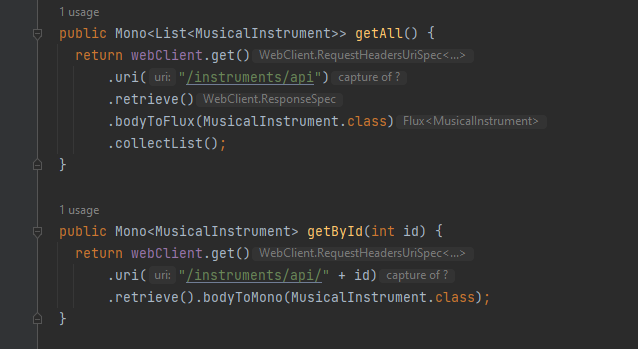 1 usage
public Mono<List<MusicalInstrument>> getAll() {
return webClient.get() WebClient.RequestHeadersUriSpec<...>
.uri( uri: "/instruments/api") capture of ?
.retrieve() WebClient.ResponseSpec
.bodyToFlux(MusicalInstrument.class) Flux<MusicalInstrument>
.collectList();
}
1 usage
public Mono<MusicalInstrument> getById(int id) {
return webClient.get() WebClient.RequestHeadersUriSpec<...>
.uri( uri: "/instruments/api/" + id) capture of ?
.retrieve().bodyToMono(MusicalInstrument.class);
}